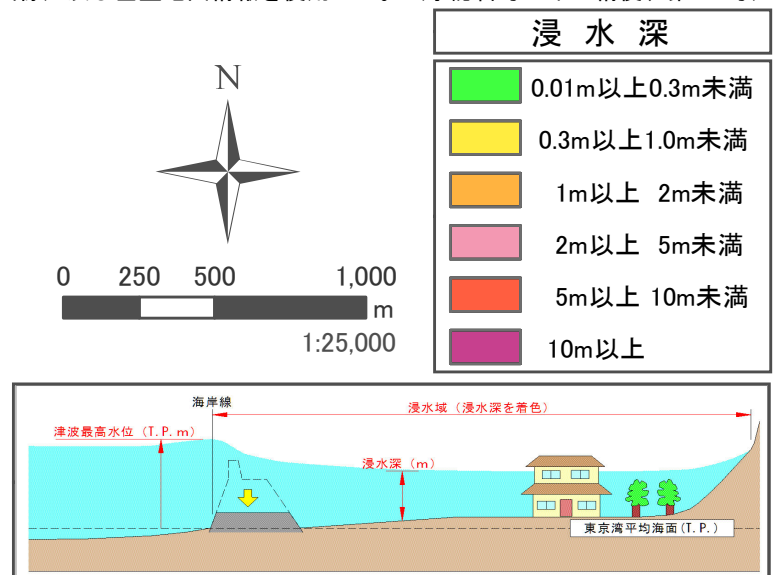 浸 水 深
0.01m以上0.3m未満
0.3m以上1.0m未満
1m以上 2m未満
2m以上 5m未満
5m以上 10m未満
10m以上
N
0 250 500 1,000
m
1:25,000
海岸線
浸水域（浸水深を着色）
津波最高水位（T.P. m）
浸水深（m）
東京湾平均海面(T.P.)